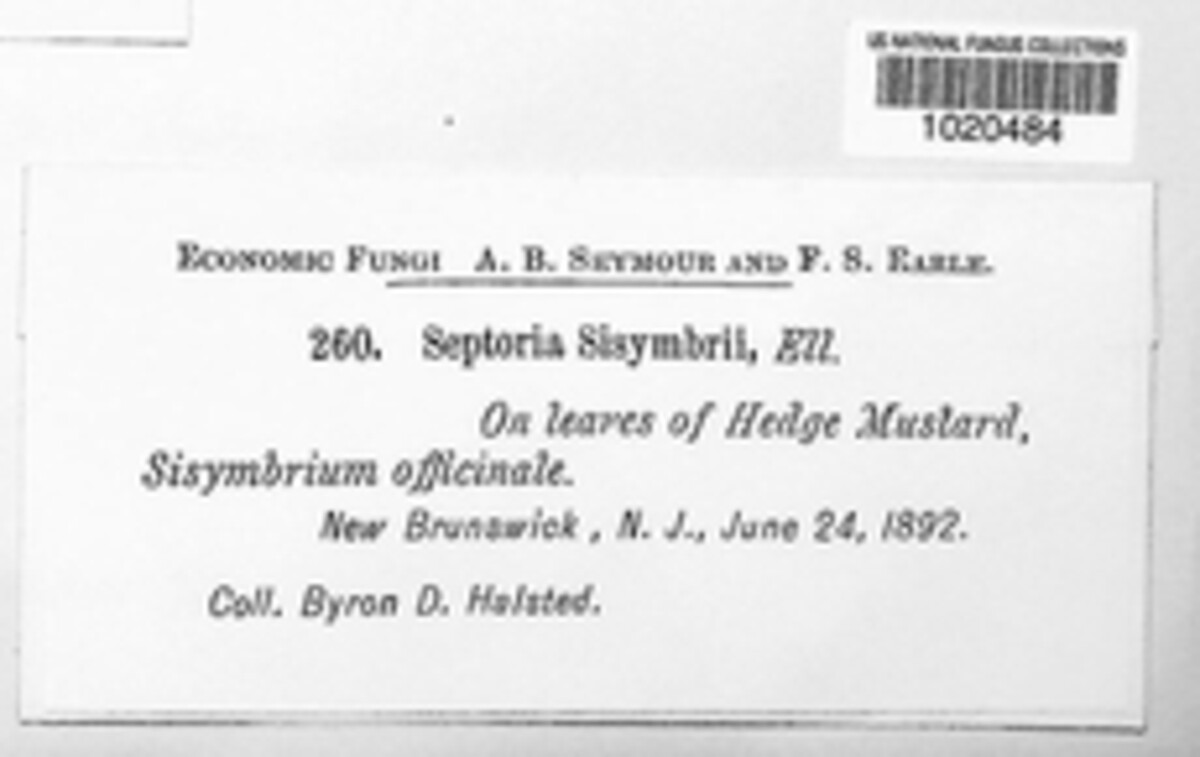 US NATIONAL FUNGUS COLLECTIONS
1020484
ECONOMIC FUNGI A. B. SEYMOUR AND F. S. EARLE.
260. Septoria Sisymbrii, Ell.
On leaves of Hedge Mustard,
Sisymbrium officinale.
New Brunswick, N. J., June 24, 1892.
Coll. Byron D. Halsted.